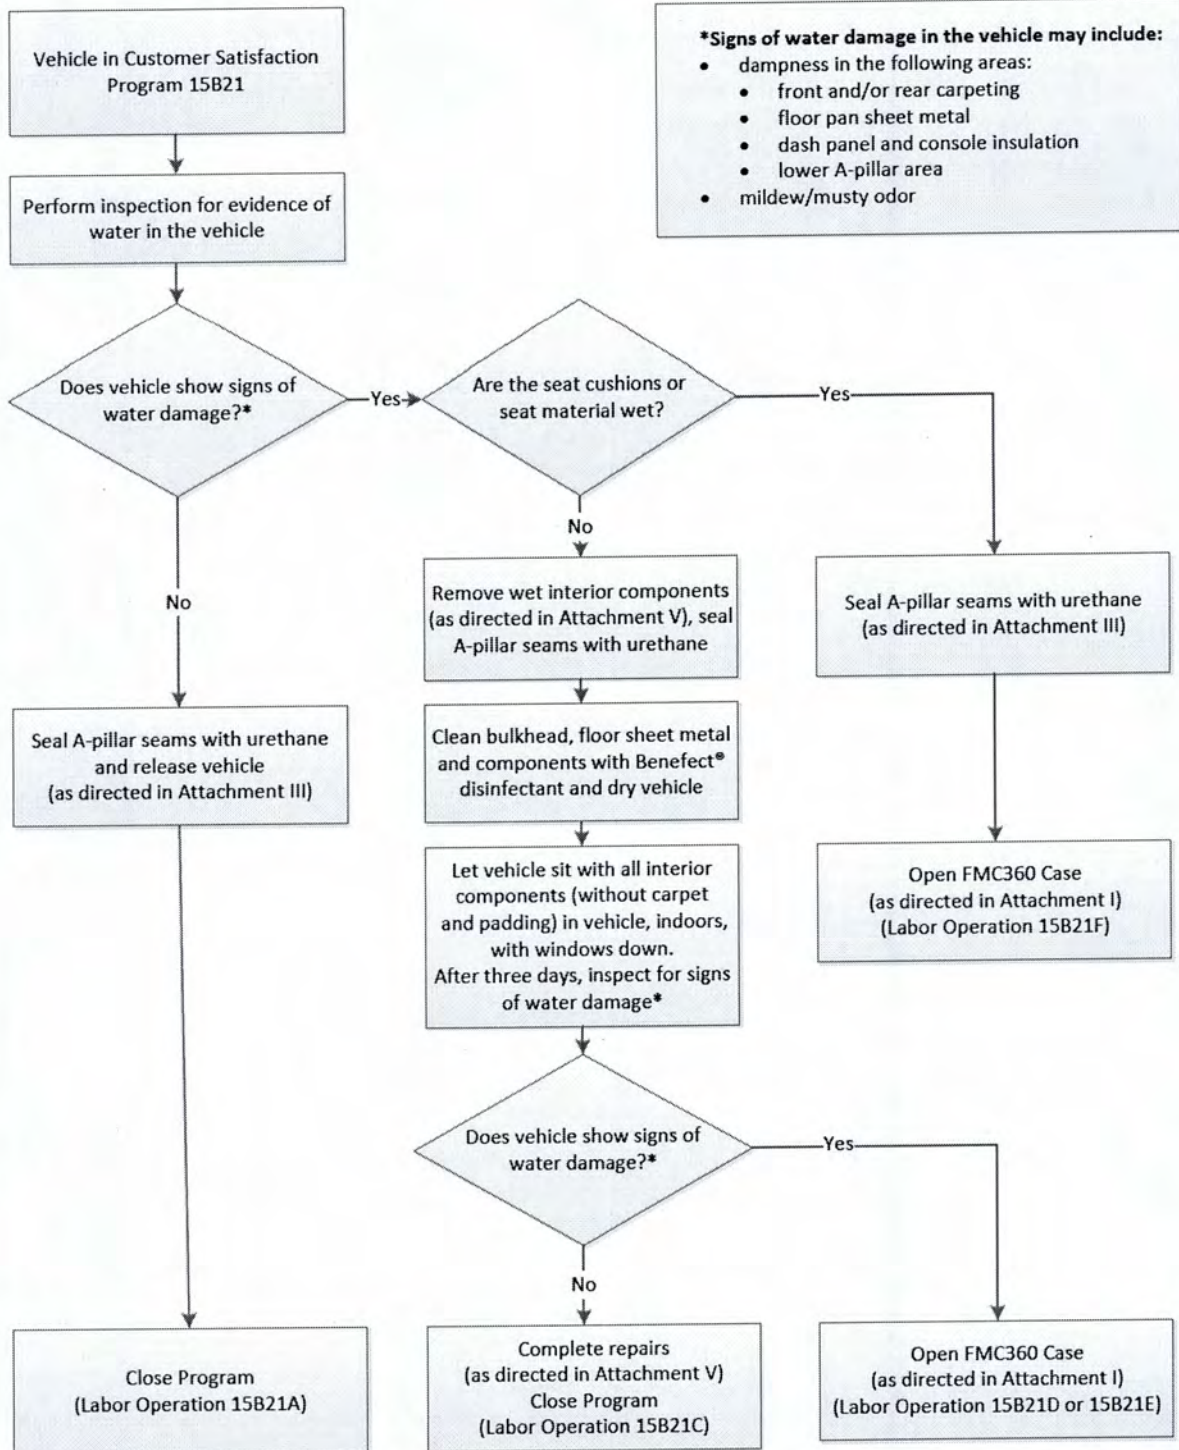 Vehicle in Customer Satisfaction
Program 15B21
*Signs of water damage in the vehicle may include:
• dampness in the following areas:
• front and/or rear carpeting
• floor pan sheet metal
• dash panel and console insulation
• lower A-pillar area
• mildew/musty odor
Perform inspection for evidence of
water in the vehicle
Does vehicle show signs of
water damage?*
Yes
Are the seat cushions or
seat material wet?
Yes
No
No
Remove wet interior components
(as directed in Attachment V), seal
A-pillar seams with urethane
Seal A-pillar seams with urethane
(as directed in Attachment III)
Seal A-pillar seams with urethane
and release vehicle
(as directed in Attachment III)
Clean bulkhead, floor sheet metal
and components with Benefect®
disinfectant and dry vehicle
Let vehicle sit with all interior
components (without carpet
and padding) in vehicle, indoors,
with windows down.
After three days, inspect for signs
of water damage*
Open FMC360 Case
(as directed in Attachment I)
(Labor Operation 15B21F)
Does vehicle show signs of
water damage?*
Yes
No
Close Program
(Labor Operation 15B21A)
Complete repairs
(as directed in Attachment V)
Close Program
(Labor Operation 15B21C)
Open FMC360 Case
(as directed in Attachment I)
(Labor Operation 15B21D or 15B21E)